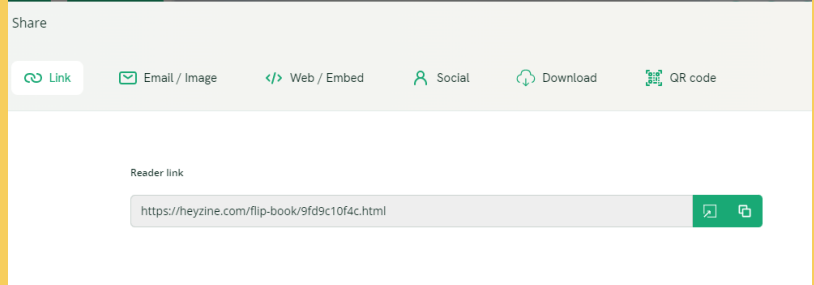 Share
Link Email / Image Web / Embed Social Download QR code
Reader link
https://heyzine.com/flip-book/9fd9c10f4c.html